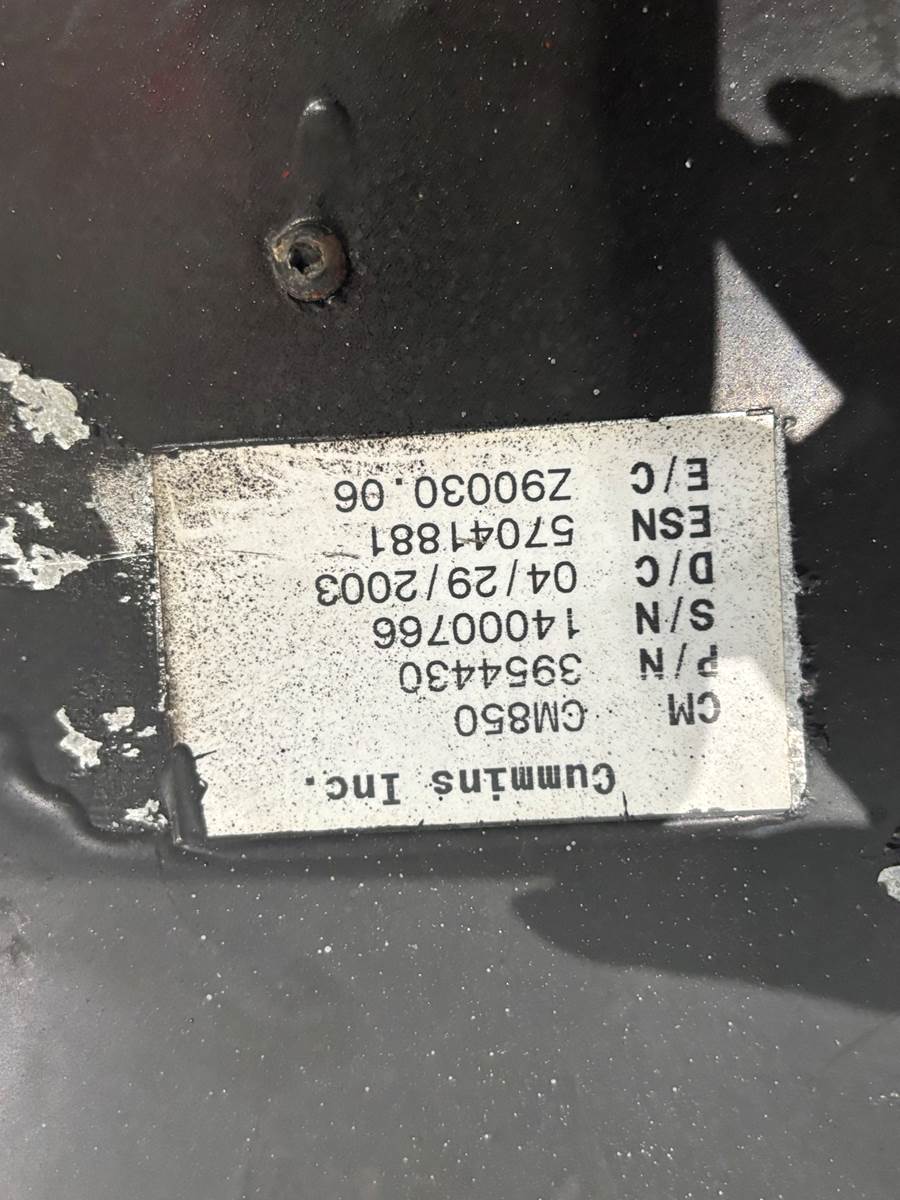 Cummins Inc.
CM CM850
P/N 3954430
S/N 14000766
D/C 04/29/2003
ESN 57041881
E/C Z90030.06